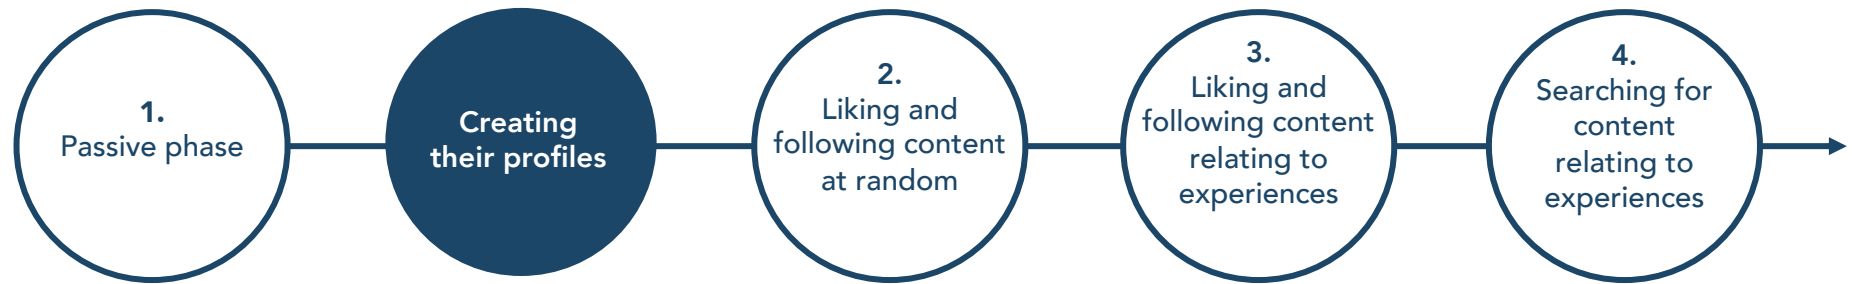 1.
Passive phase
Creating
their profiles
2.
Liking and
following content
at random
3.
Liking and
following content
relating to
experiences
4.
Searching for
content
relating to
experiences